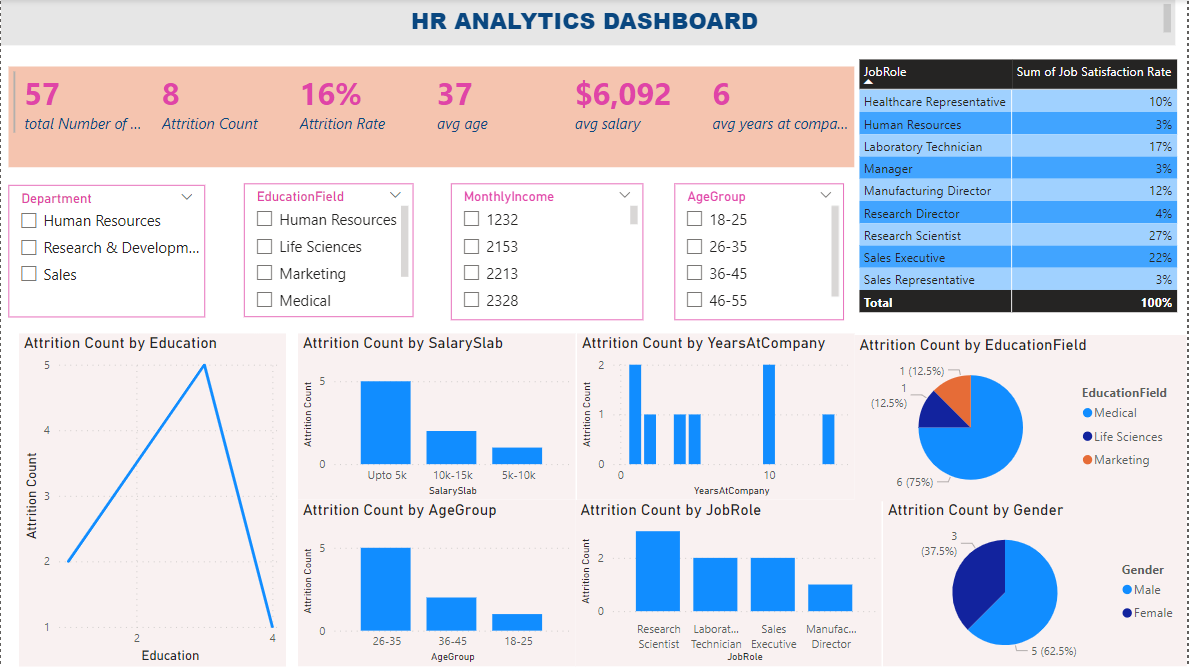 HR ANALYTICS DASHBOARD
57
total Number of ...
8
Attrition Count
16%
Attrition Rate
37
avg age
$6,092
avg salary
6
avg years at compa...
JobRole Sum of Job Satisfaction Rate
Healthcare Representative 10%
Human Resources 3%
Laboratory Technician 17%
Manager 3%
Manufacturing Director 12%
Research Director 4%
Research Scientist 27%
Sales Executive 22%
Sales Representative 3%
Total 100%
Department
Human Resources
Research & Developm...
Sales
EducationField
Human Resources
Life Sciences
Marketing
Medical
MonthlyIncome
1232
2153
2213
2328
AgeGroup
18-25
26-35
36-45
46-55
Attrition Count by Education
Attrition Count
5
4
3
2
1
2 4
Education
Attrition Count by SalarySlab
Attrition Count
5
0
Upto 5k 10k-15k 5k-10k
SalarySlab
Attrition Count by YearsAtCompany
Attrition Count
2
1
0
0 10
YearsAtCompany
Attrition Count by EducationField
1 (12.5%)
1
(12.5%)
6 (75%)
EducationField
Medical
Life Sciences
Marketing
Attrition Count by AgeGroup
Attrition Count
5
0
26-35 36-45 18-25
AgeGroup
Attrition Count by JobRole
Attrition Count
2
0
Research Laborat... Sales Manufac...
Scientist Technician Executive Director
JobRole
Attrition Count by Gender
3
(37.5%)
5 (62.5%)
Gender
Male
Female